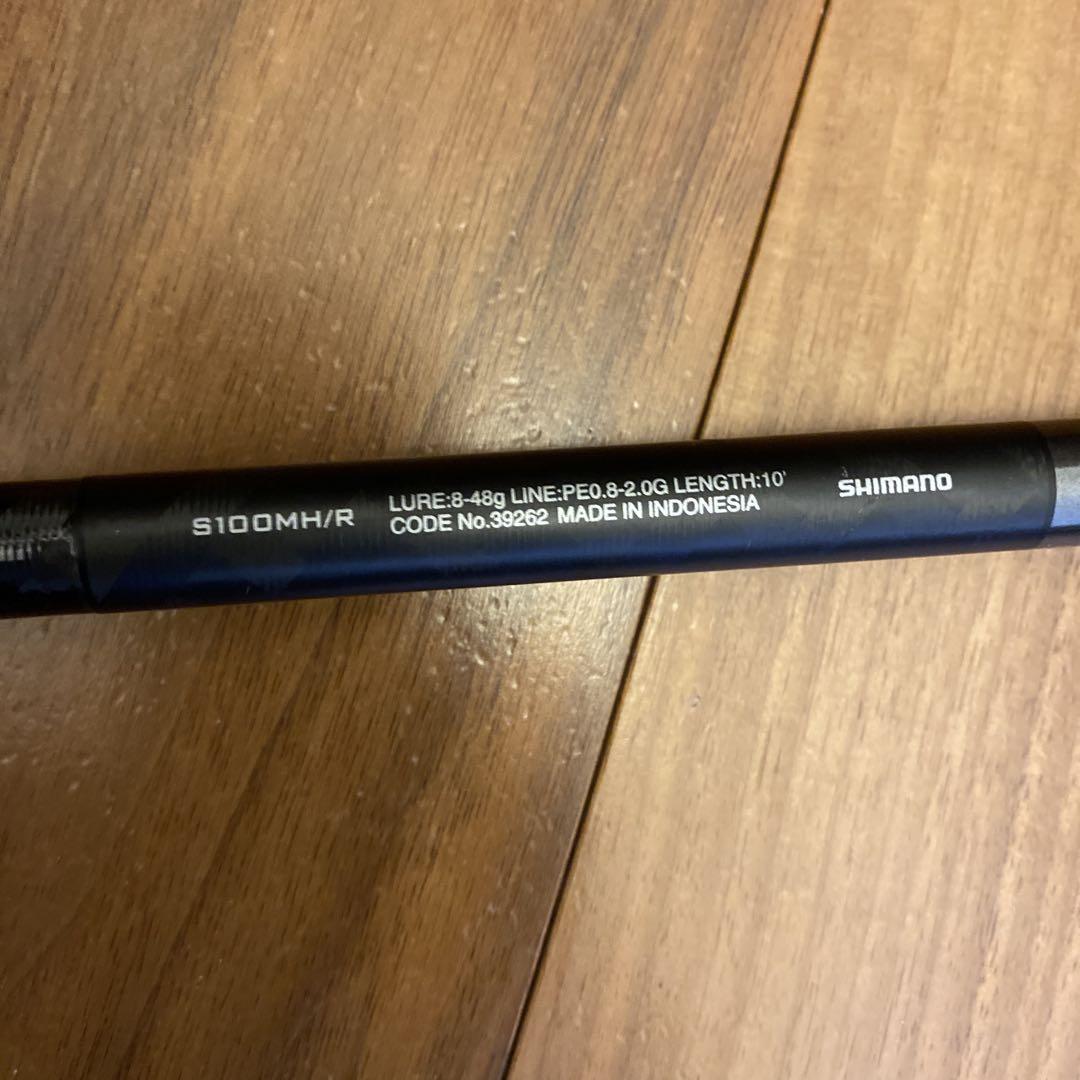 S100MH/R
LURE:8-48g LINE:PE0.8-2.0G LENGTH:10'
CODE No.39262 MADE IN INDONESIA
SHIMANO